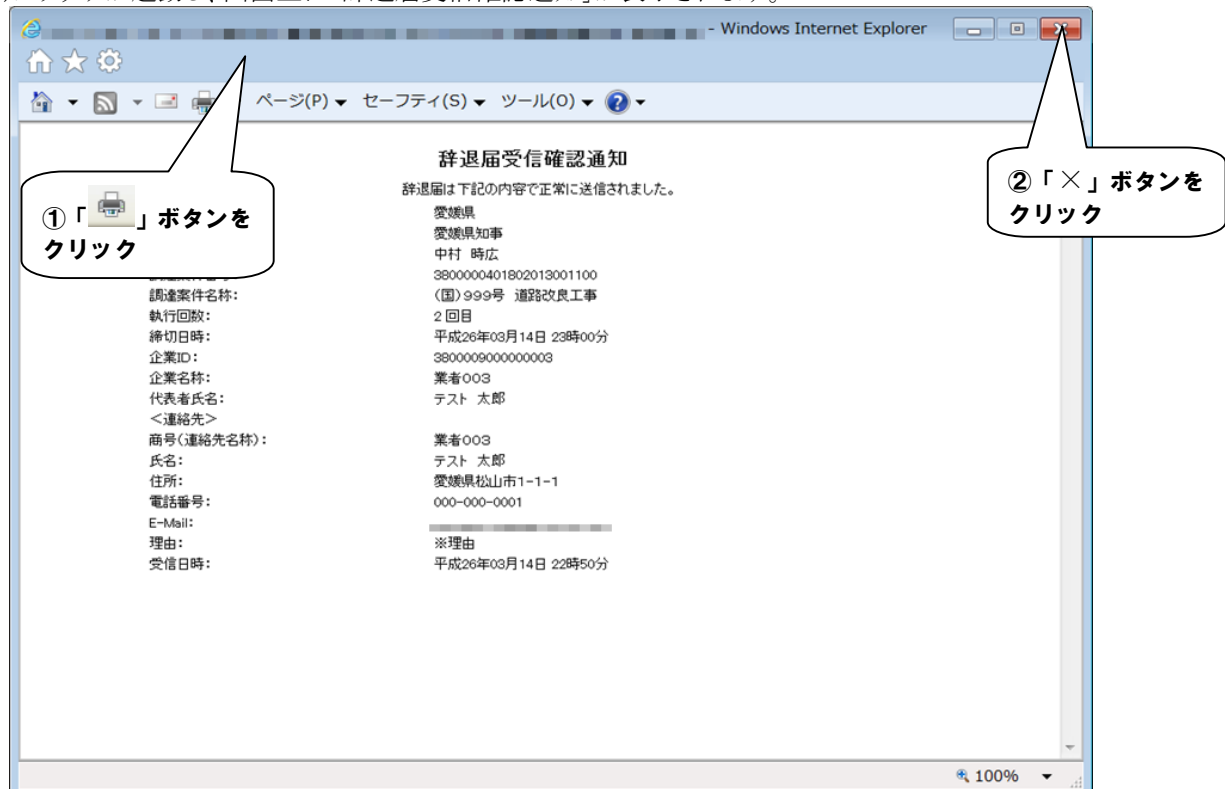 - Windows Internet Explorer
ページ(P) セーフティ(S) ツール(O)
辞退届受信確認通知
辞退届は下記の内容で正常に送信されました。
①「 」ボタンを
クリック
②「×」ボタンを
クリック
愛媛県
愛媛県知事
中村 時広
3800000401802013001100
調達案件名称: (国)999号 道路改良工事
執行回数: 2回目
締切日時: 平成26年03月14日 23時00分
企業ID: 3800009000000003
企業名称: 業者003
代表者氏名: テスト 太郎
<連絡先>
商号(連絡先名称): 業者003
氏名: テスト 太郎
住所: 愛媛県松山市1-1-1
電話番号: 000-000-0001
E-Mail:
理由: ※理由
受信日時: 平成26年03月14日 22時50分
100%